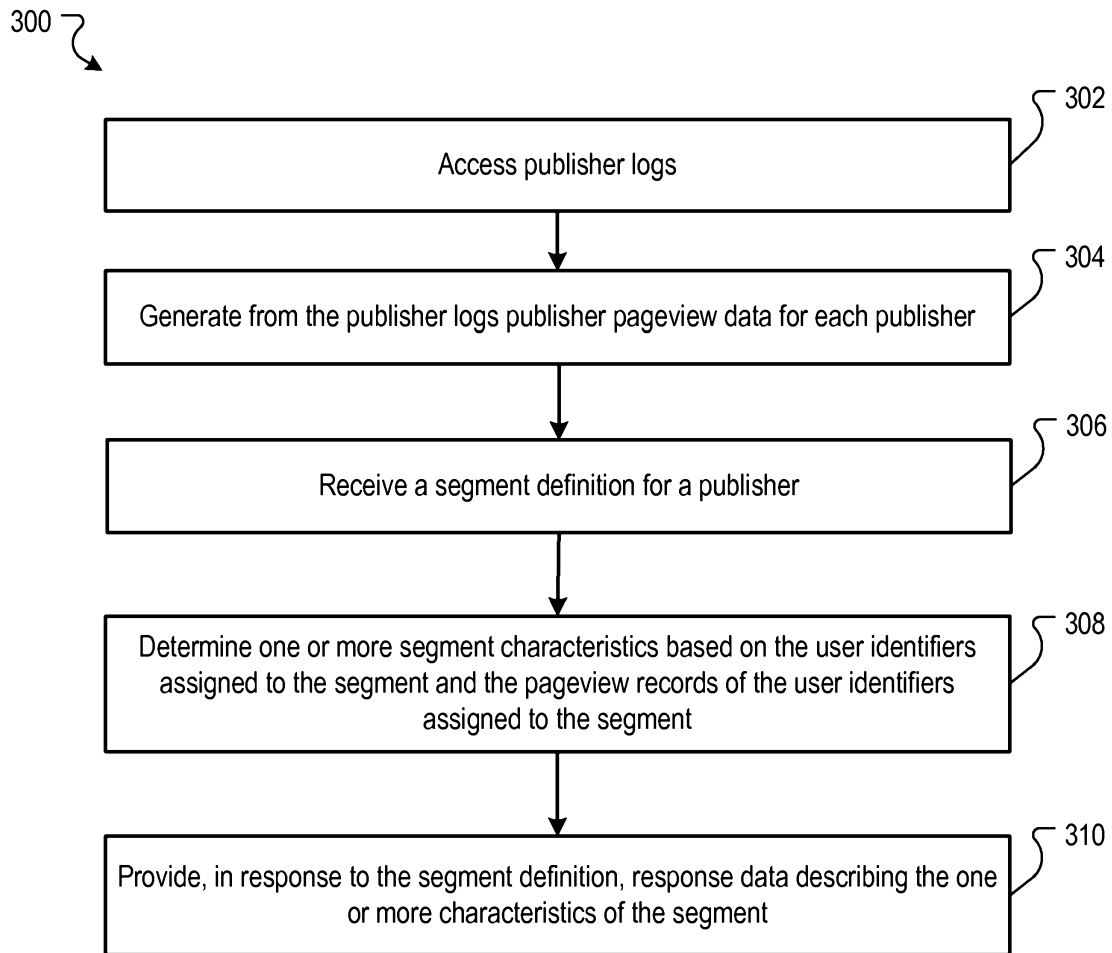 300
302
Access publisher logs
304
Generate from the publisher logs publisher pageview data for each publisher
306
Receive a segment definition for a publisher
308
Determine one or more segment characteristics based on the user identifiers
assigned to the segment and the pageview records of the user identifiers
assigned to the segment
310
Provide, in response to the segment definition, response data describing the one
or more characteristics of the segment